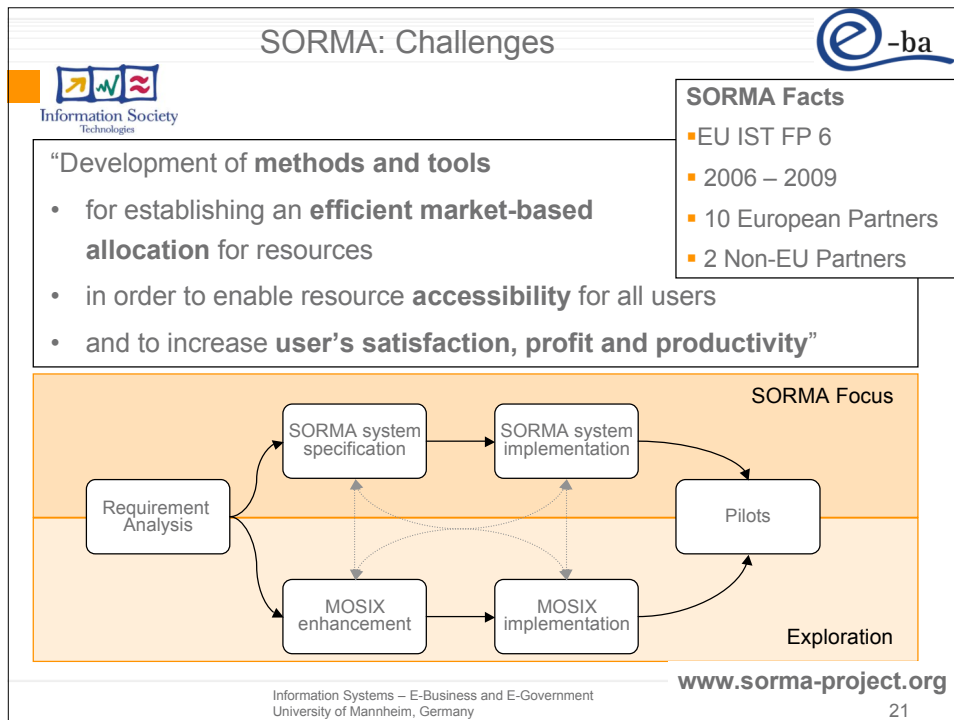 SORMA: Challenges
e-ba
Information Society
Technologies
SORMA Facts
▪EU IST FP 6
▪ 2006 – 2009
▪ 10 European Partners
▪ 2 Non-EU Partners
“Development of methods and tools
• for establishing an efficient market-based
allocation for resources
• in order to enable resource accessibility for all users
• and to increase user’s satisfaction, profit and productivity”
SORMA Focus
SORMA system
specification
SORMA system
implementation
Requirement
Analysis
Pilots
MOSIX
enhancement
MOSIX
implementation
Exploration
www.sorma-project.org
Information Systems – E-Business and E-Government
University of Mannheim, Germany
21